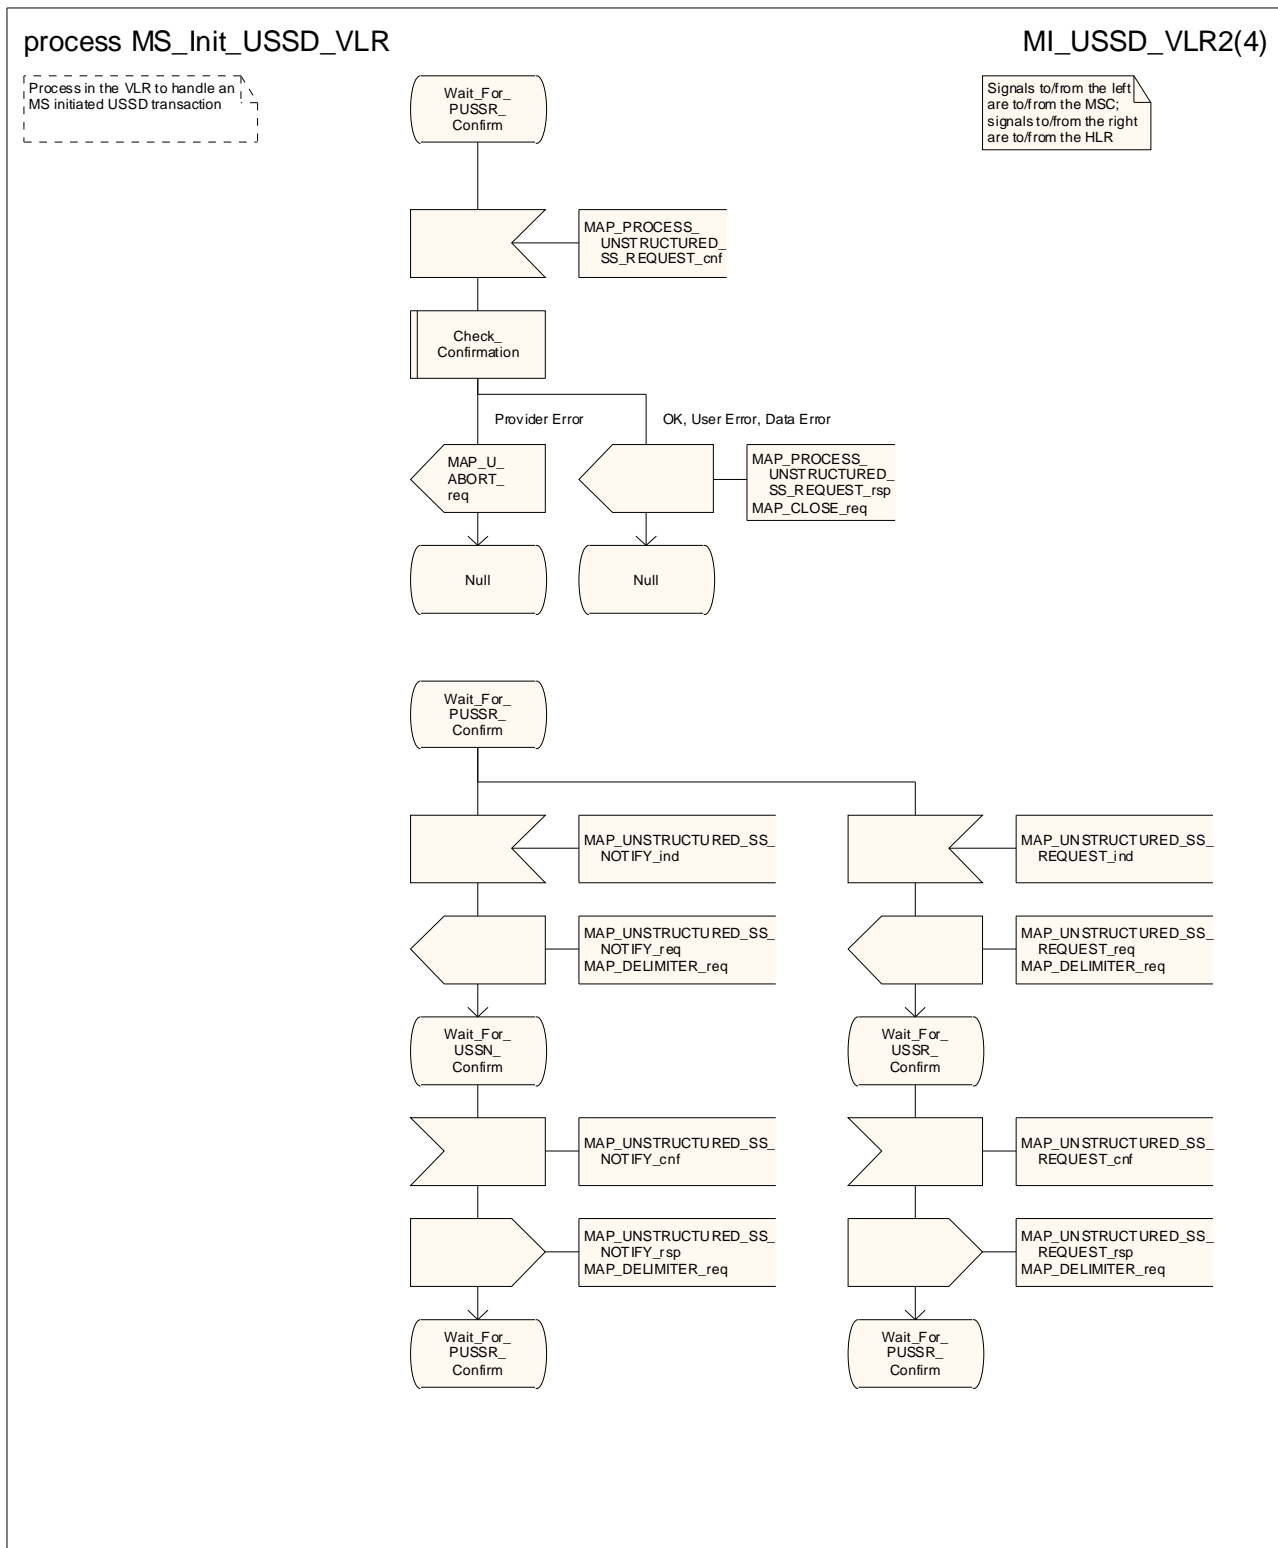 process MS_Init_USSD_VLR
MI_USSD_VLR2(4)
Process in the VLR to handle an
MS initiated USSD transaction
Wait_For_
PUSSR_
Confirm
Signals to/from the left
are to/from the MSC;
signals to/from the right
are to/from the HLR
MAP_PROCESS_
UNSTRUCTURED_
SS_REQUEST_cnf
Check_
Confirmation
Provider Error
OK, User Error, Data Error
MAP_U_
ABORT_
req
MAP_PROCESS_
UNSTRUCTURED_
SS_REQUEST_rsp
MAP_CLOSE_req
Null
Null
Wait_For_
PUSSR_
Confirm
MAP_UNSTRUCTURED_SS_
NOTIFY_ind
MAP_UNSTRUCTURED_SS_
REQUEST_ind
MAP_UNSTRUCTURED_SS_
NOTIFY_req
MAP_DELIMITER_req
MAP_UNSTRUCTURED_SS_
REQUEST_req
MAP_DELIMITER_req
Wait_For_
USSN_
Confirm
Wait_For_
USSR_
Confirm
MAP_UNSTRUCTURED_SS_
NOTIFY_cnf
MAP_UNSTRUCTURED_SS_
REQUEST_cnf
MAP_UNSTRUCTURED_SS_
NOTIFY_rsp
MAP_DELIMITER_req
MAP_UNSTRUCTURED_SS_
REQUEST_rsp
MAP_DELIMITER_req
Wait_For_
PUSSR_
Confirm
Wait_For_
PUSSR_
Confirm